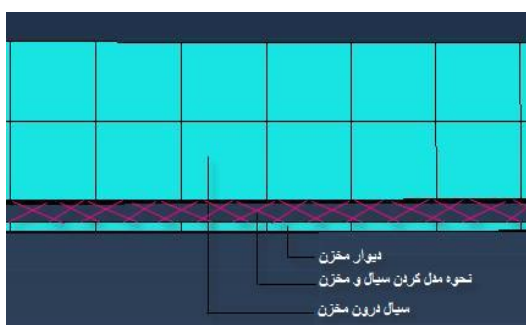 دیوار مخزن
نحوه مدل کردن سیال و مخزن
سیال درون مخزن